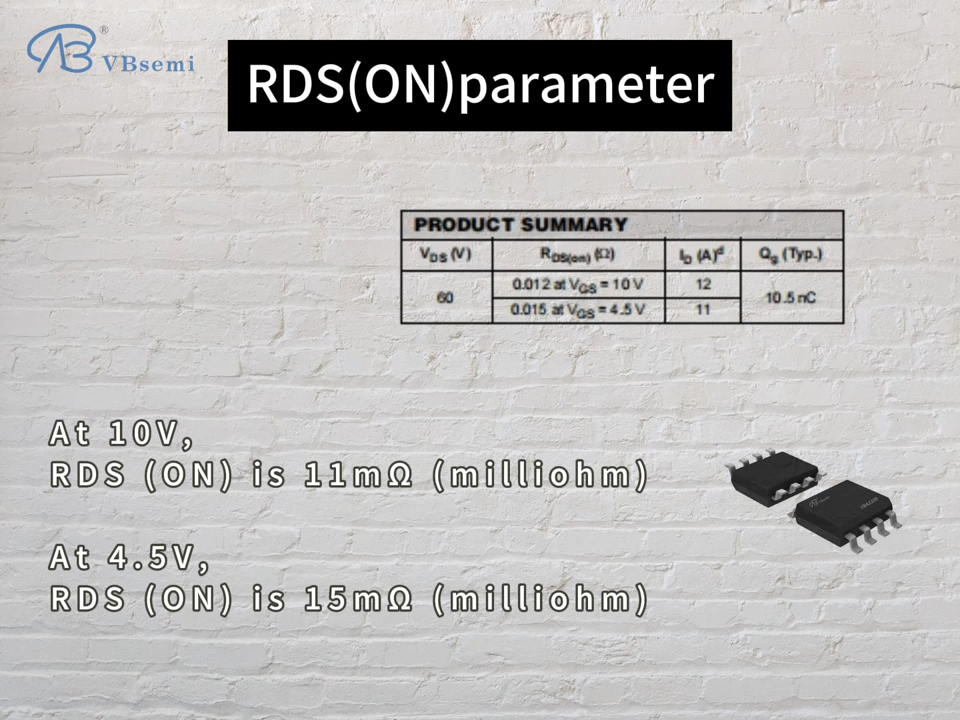 VBsemi
®
RDS(ON)parameter
PRODUCT SUMMARY
VDS (V) RDS(on) (Ω) ID (A)d Qg (Typ.)
60 0.012 at VGS = 10 V 12 10.5 nC
0.015 at VGS = 4.5 V 11
At 10V,
RDS (ON) is 11mΩ (milliohm)
At 4.5V,
RDS (ON) is 15mΩ (milliohm)